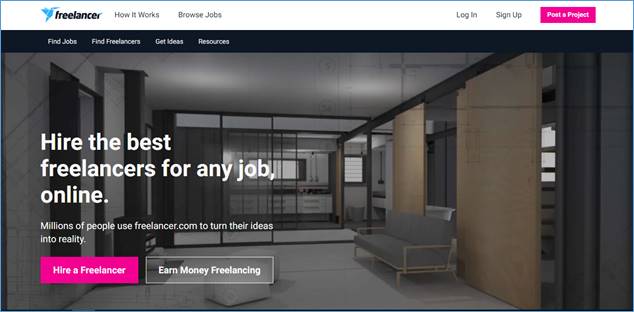 freelancer
How It Works
Browse Jobs
Log In
Sign Up
Post a Project
Find Jobs
Find Freelancers
Get Ideas
Resources
Hire the best
freelancers for any job,
online.
Millions of people use freelancer.com to turn their ideas
into reality.
Hire a Freelancer
Earn Money Freelancing